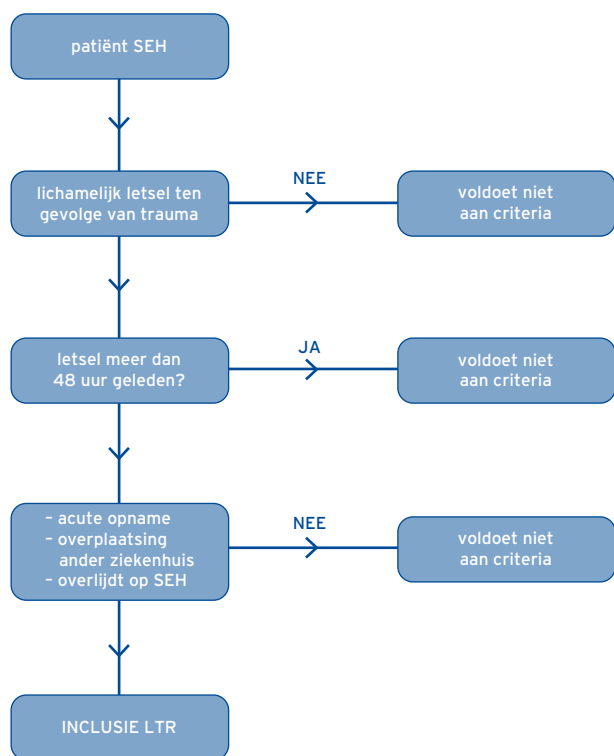 patiënt SEH
lichamelijk letsel ten
gevolge van trauma
NEE
voldoet niet
aan criteria
letsel meer dan
48 uur geleden?
JA
voldoet niet
aan criteria
– acute opname
– overplaatsing
ander ziekenhuis
– overlijdt op SEH
NEE
voldoet niet
aan criteria
INCLUSIE LTR